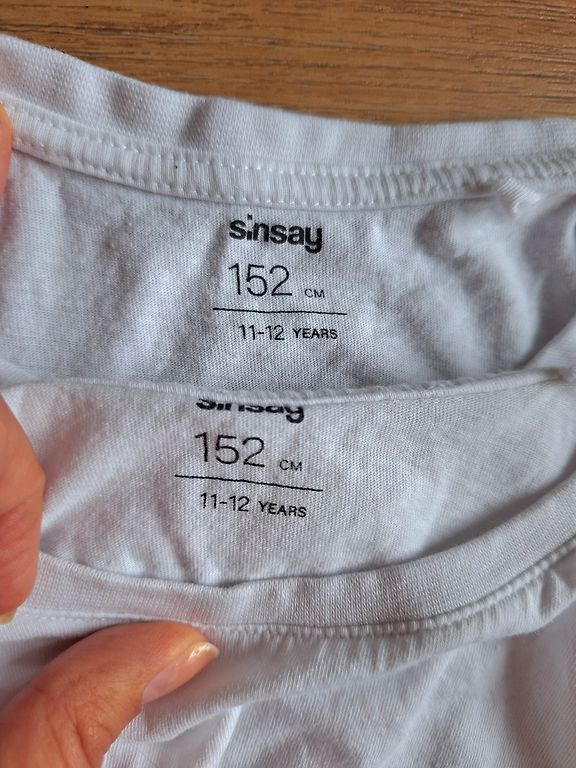 sinsay
152 CM
11-12 YEARS
sinsay
152 CM
11-12 YEARS